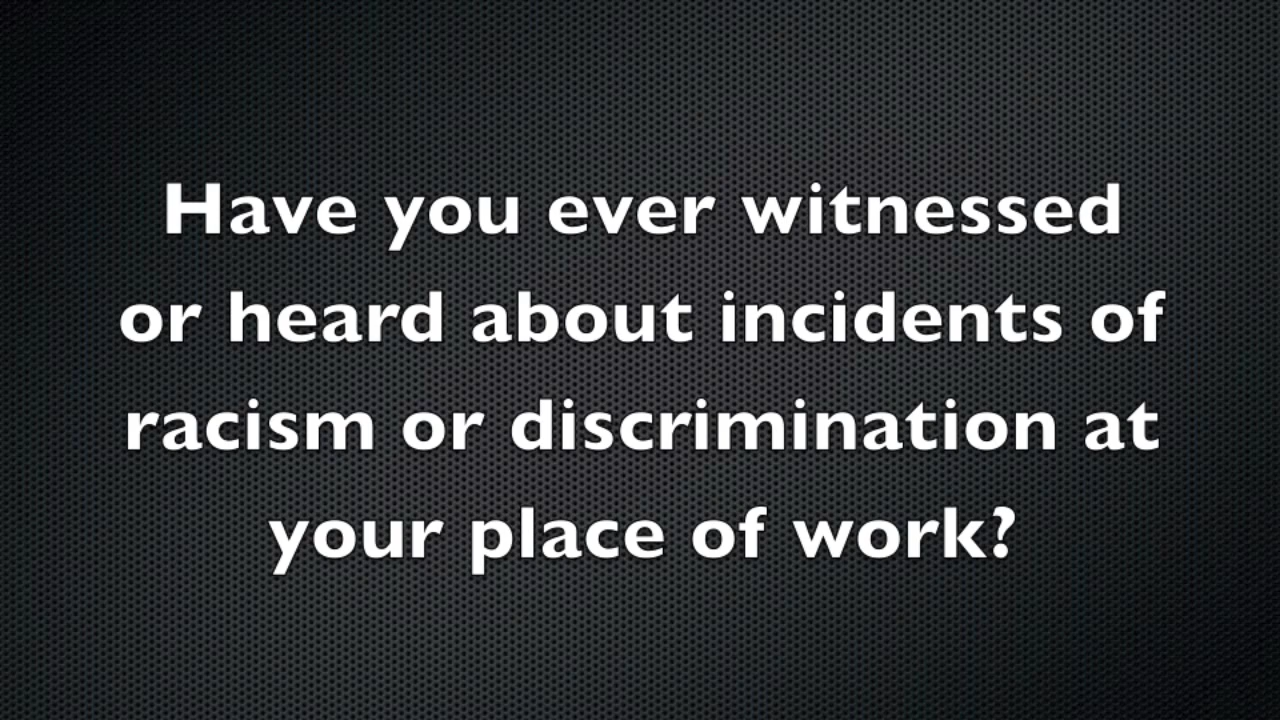 Have you ever witnessed
or heard about incidents of
racism or discrimination at
your place of work?